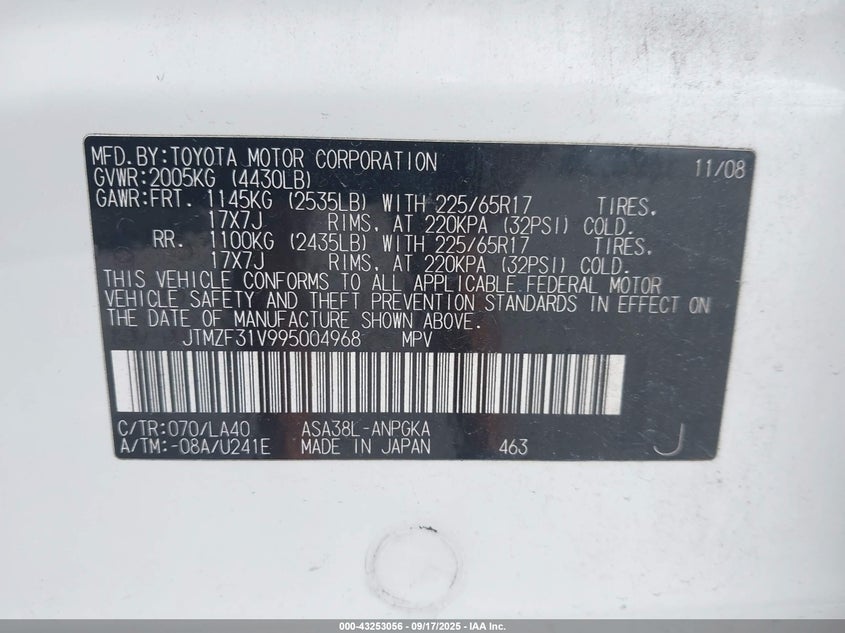 MFD.BY:TOYOTA MOTOR CORPORATION 11/08
GVWR:2005KG (4430LB)
GAWR:FRT. 1145KG (2535LB) WITH 225/65R17 TIRES,
17X7J RIMS, AT 220KPA (32PSI) COLD.
RR. 1100KG (2435LB) WITH 225/65R17 TIRES,
17X7J RIMS, AT 220KPA (32PSI) COLD.
THIS VEHICLE CONFORMS TO ALL APPLICABLE FEDERAL MOTOR
VEHICLE SAFETY AND THEFT PREVENTION STANDARDS IN EFFECT ON
THE DATE OF MANUFACTURE SHOWN ABOVE.
JTMZF31V995004968 MPV
C/TR:070/LA40 ASA38L-ANPGKA
A/TM:-08A/U241E MADE IN JAPAN 463 J
000-43253056 - 09/17/2025 - IAA Inc.